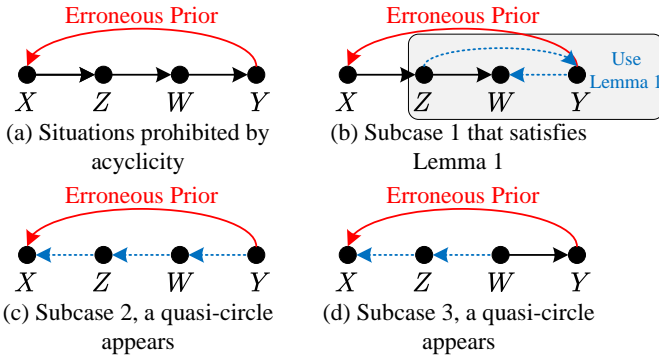 Erroneous Prior
X Z W Y
(a) Situations prohibited by
acyclicity
Erroneous Prior
Use
Lemma 1
X Z W Y
(b) Subcase 1 that satisfies
Lemma 1
Erroneous Prior
X Z W Y
(c) Subcase 2, a quasi-circle
appears
Erroneous Prior
X Z W Y
(d) Subcase 3, a quasi-circle
appears